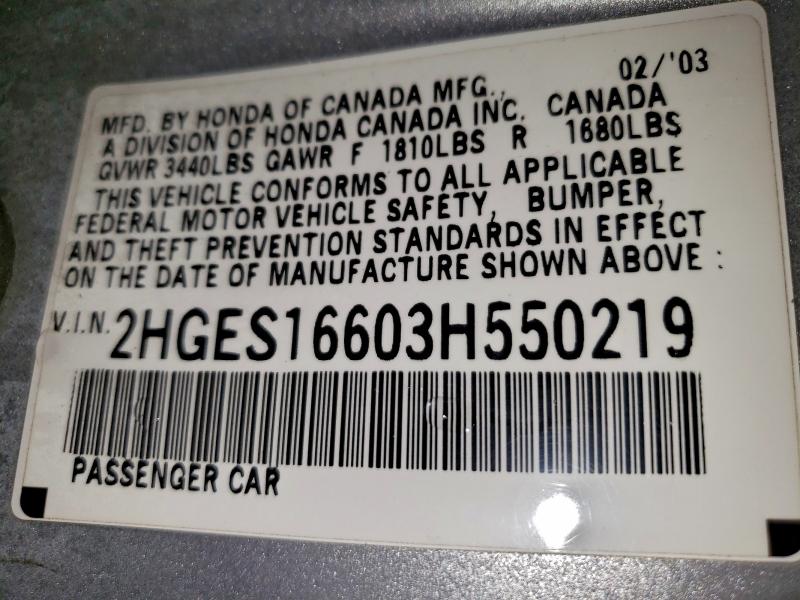 02/'03
MFD. BY HONDA OF CANADA MFG.,
A DIVISION OF HONDA CANADA INC. CANADA
GVWR 3440LBS GAWR F 1810LBS R 1680LBS
THIS VEHICLE CONFORMS TO ALL APPLICABLE
FEDERAL MOTOR VEHICLE SAFETY, BUMPER,
AND THEFT PREVENTION STANDARDS IN EFFECT
ON THE DATE OF MANUFACTURE SHOWN ABOVE :
V.I.N. 2HGES16603H550219
PASSENGER CAR